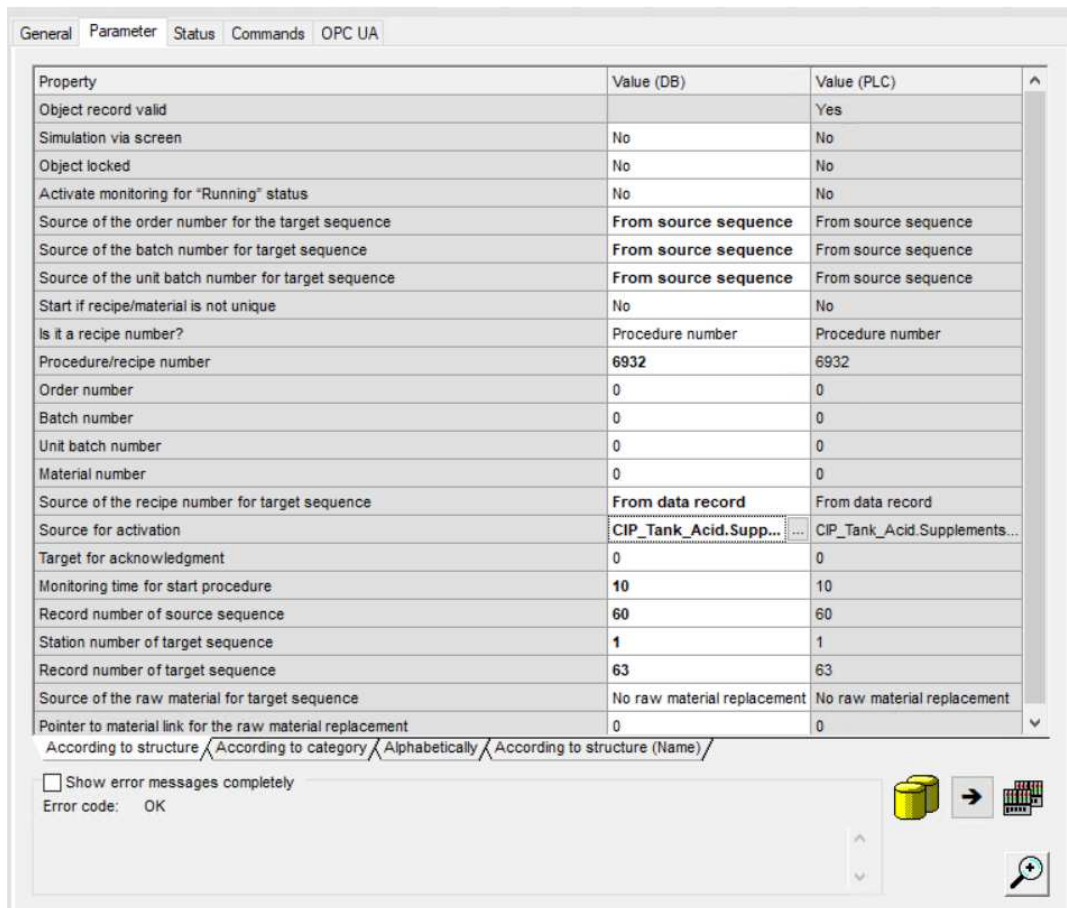 General Parameter Status Commands OPC UA
Property Value (DB) Value (PLC)
Object record valid Yes
Simulation via screen No No
Object locked No No
Activate monitoring for “Running” status No No
Source of the order number for the target sequence From source sequence From source sequence
Source of the batch number for target sequence From source sequence From source sequence
Source of the unit batch number for target sequence From source sequence From source sequence
Start if recipe/material is not unique No No
Is it a recipe number? Procedure number Procedure number
Procedure/recipe number 6932 6932
Order number 0 0
Batch number 0 0
Unit batch number 0 0
Material number 0 0
Source of the recipe number for target sequence From data record From data record
Source for activation CIP_Tank_Acid.Supp... ... CIP_Tank_Acid.Supplements...
Target for acknowledgment 0 0
Monitoring time for start procedure 10 10
Record number of source sequence 60 60
Station number of target sequence 1 1
Record number of target sequence 63 63
Source of the raw material for target sequence No raw material replacement No raw material replacement
Pointer to material link for the raw material replacement 0 0
According to structure According to category Alphabetically According to structure (Name)
Show error messages completely
Error code: OK